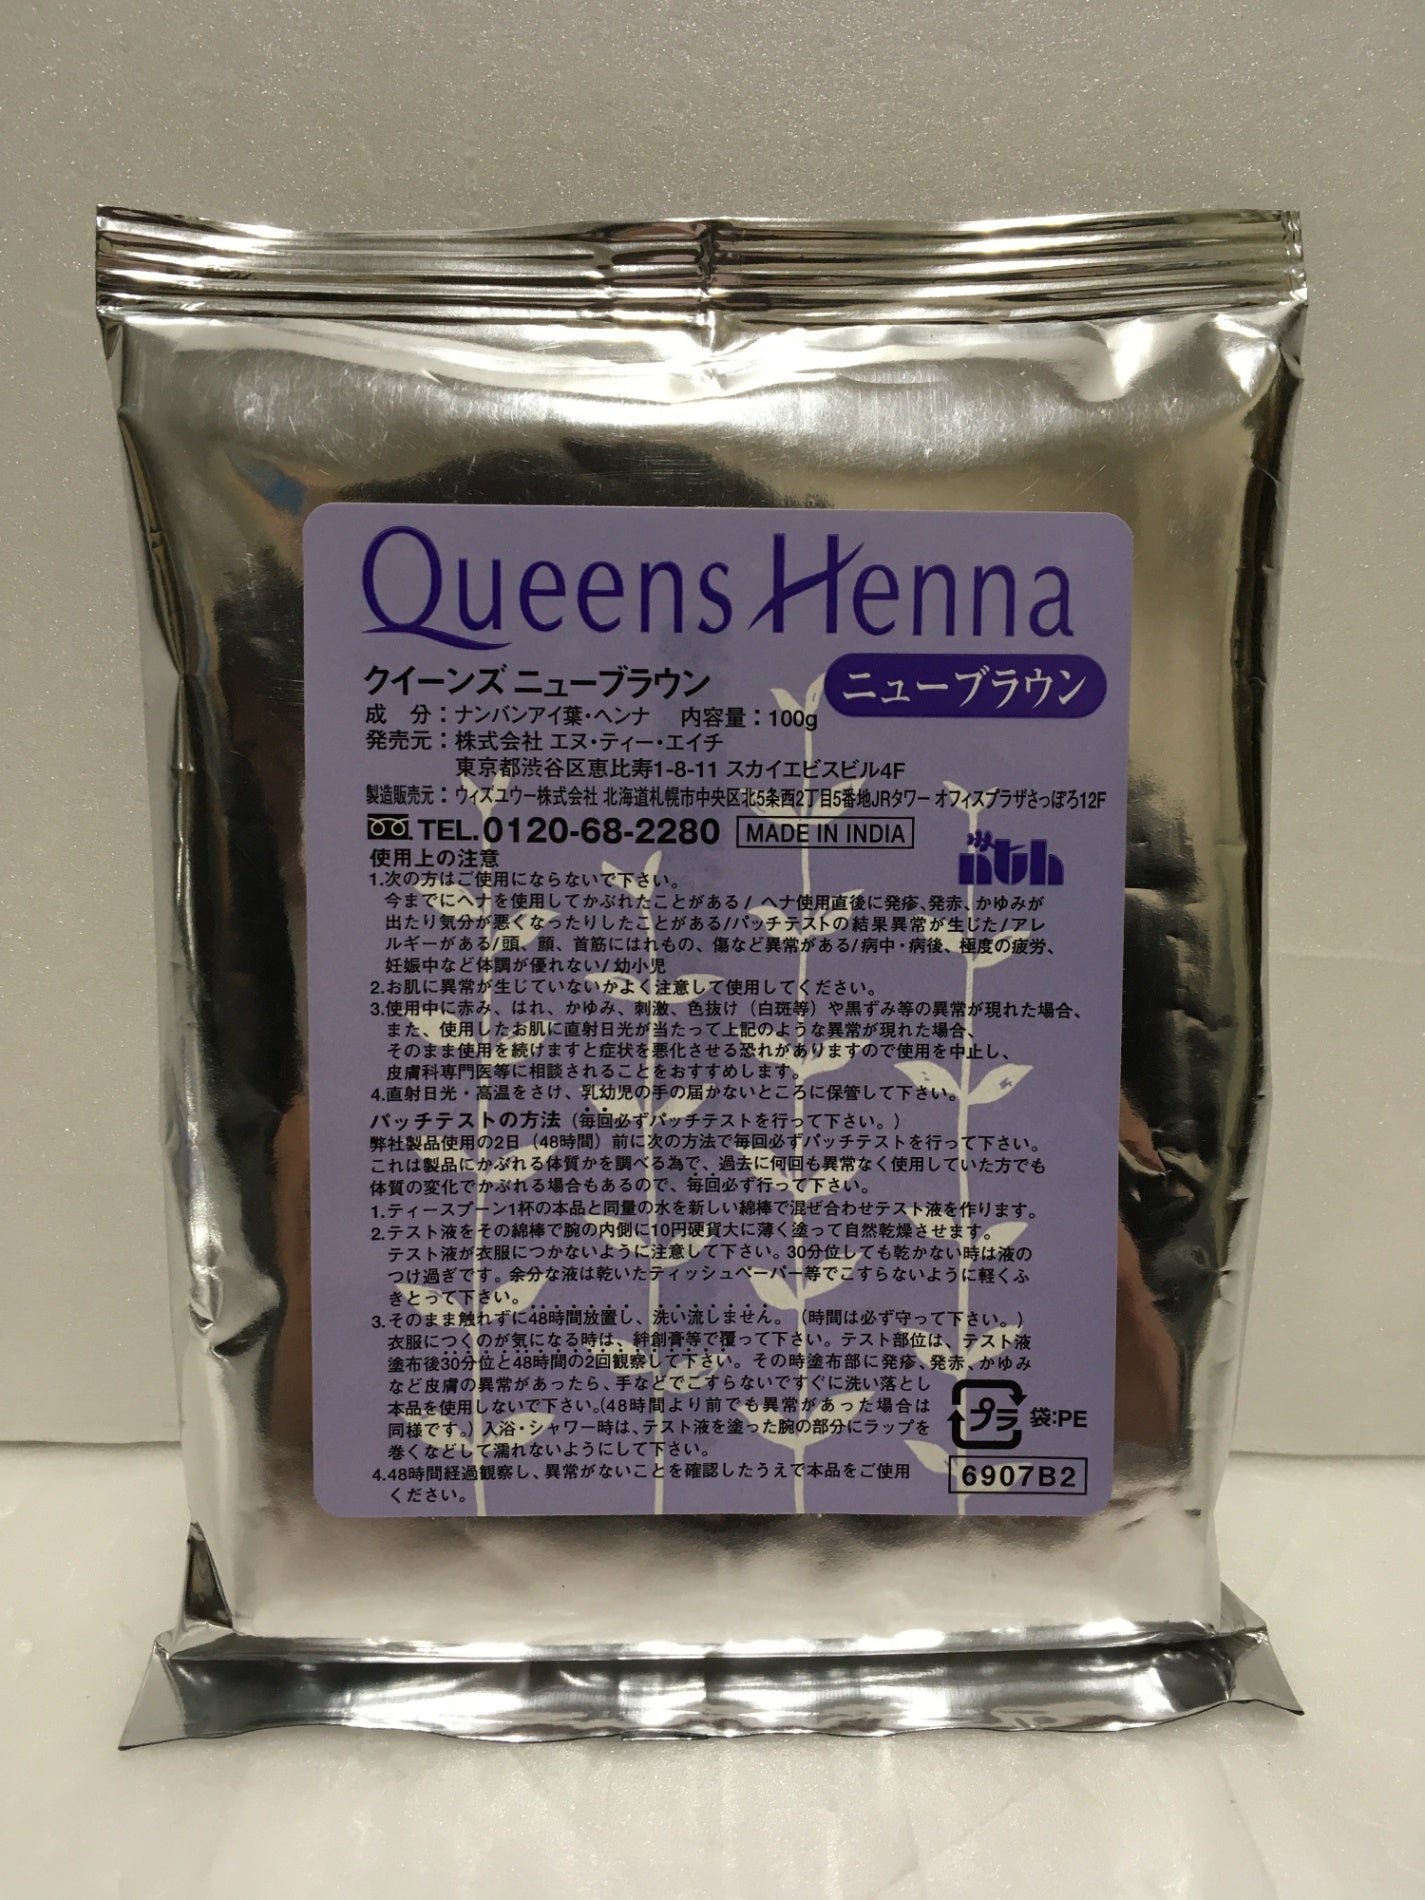 Queens Henna
クイーンズ ニューブラウン
ニューブラウン
成　分：ナンバンアイ葉・ヘンナ　内容量：100g
発売元：株式会社 エヌ・ティー・エイチ
東京都渋谷区恵比寿1-8-11 スカイエビスビル4F
製造販売元：ウィズユウー株式会社 北海道札幌市中央区北5条西2丁目5番地JRタワー オフィスプラザさっぽろ12F
TEL.0120-68-2280 MADE IN INDIA
nth
使用上の注意
1.次の方はご使用にならないで下さい。
今までにヘナを使用してかぶれたことがある/ ヘナ使用直後に発疹、発赤、かゆみが
出たり気分が悪くなったりしたことがある/パッチテストの結果異常が生じた/アレ
ルギーがある/頭、顔、首筋にはれもの、傷など異常がある/病中・病後、極度の疲労、
妊娠中など体調が優れない/幼小児
2.お肌に異常が生じていないかよく注意して使用してください。
3.使用中に赤み、はれ、かゆみ、刺激、色抜け（白斑等）や黒ずみ等の異常が現れた場合、
また、使用したお肌に直射日光が当たって上記のような異常が現れた場合、
そのまま使用を続けますと症状を悪化させる恐れがありますので使用を中止し、
皮膚科専門医等に相談されることをおすすめします。
4.直射日光・高温をさけ、乳幼児の手の届かないところに保管して下さい。
パッチテストの方法（毎回必ずパッチテストを行って下さい。）
弊社製品使用の2日（48時間）前に次の方法で毎回必ずパッチテストを行って下さい。
これは製品にかぶれる体質かを調べる為で、過去に何回も異常なく使用していた方でも
体質の変化でかぶれる場合もあるので、毎回必ず行って下さい。
1.ティースプーン1杯の本品と同量の水を新しい綿棒で混ぜ合わせテスト液を作ります。
2.テスト液をその綿棒で腕の内側に10円硬貨大に薄く塗って自然乾燥させます。
テスト液が衣服につかないように注意して下さい。30分位しても乾かない時は液の
つけ過ぎです。余分な液は乾いたティッシュペーパー等でこすらないように軽くふ
きとって下さい。
3.そのまま触れずに48時間放置し、洗い流しません。（時間は必ず守って下さい。）
衣服につくのが気になる時は、絆創膏等で覆って下さい。テスト部位は、テスト液
塗布後30分位と48時間の2回観察して下さい。その時塗布部に発疹、発赤、かゆみ
など皮膚の異常があったら、手などでこすらないですぐに洗い落とし
本品を使用しないで下さい。(48時間より前でも異常があった場合は
同様です。）入浴・シャワー時は、テスト液を塗った腕の部分にラップを
巻くなどして濡れないようにして下さい。
4.48時間経過観察し、異常がないことを確認したうえで本品をご使用
ください。
プラ 袋:PE
6907B2